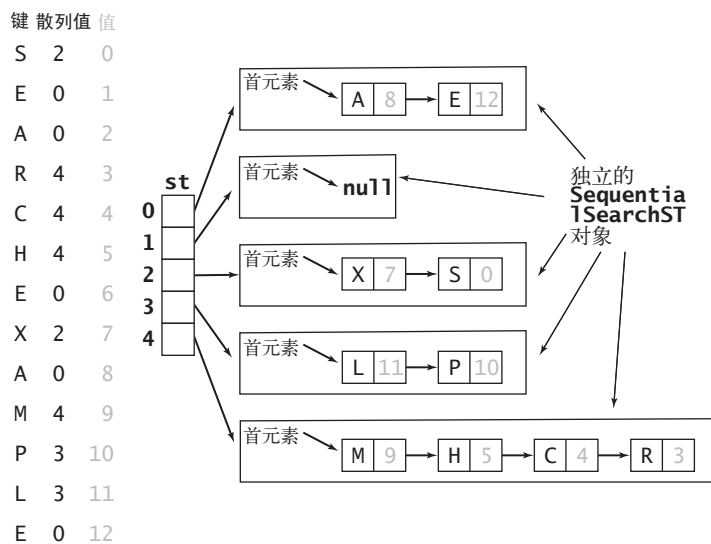 键 散列值 值
S 2 0
E 0 1
A 0 2
R 4 3
C 4 4
H 4 5
E 0 6
X 2 7
A 0 8
M 4 9
P 3 10
L 3 11
E 0 12
st
0
1
2
3
4
首元素
A 8 E 12
首元素
null
首元素
X 7 S 0
首元素
L 11 P 10
首元素
M 9 H 5 C 4 R 3
独立的
Sequentia
lSearchST
对象